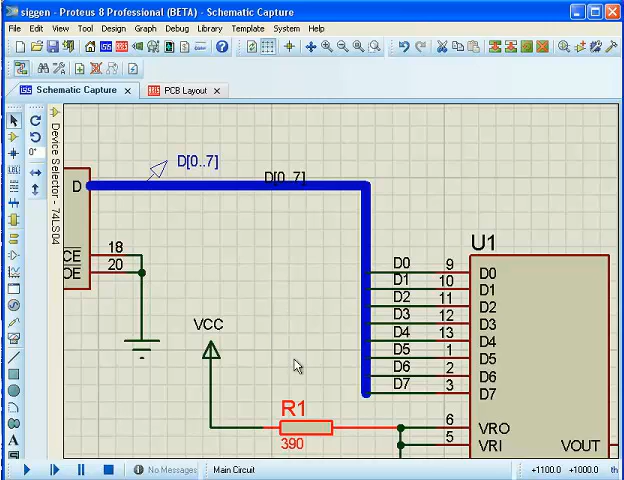 siggen - Proteus 8 Professional (BETA) - Schematic Capture
File Edit View Tool Design Graph Debug Library Template System Help
Schematic Capture
PCB Layout
0°
Device Selector - 74LS04
D[0..7]
D[0..7]
D
CE 18
OE 20
VCC
R1
390
U1
D0 9 D0
D1 10 D1
D2 11 D2
D3 12 D3
D4 13 D4
D5 1 D5
D6 2 D6
D7 3 D7
6 VRO
5 VRI
VOUT
No Messages
Main Circuit
+1100.0 +1000.0 th